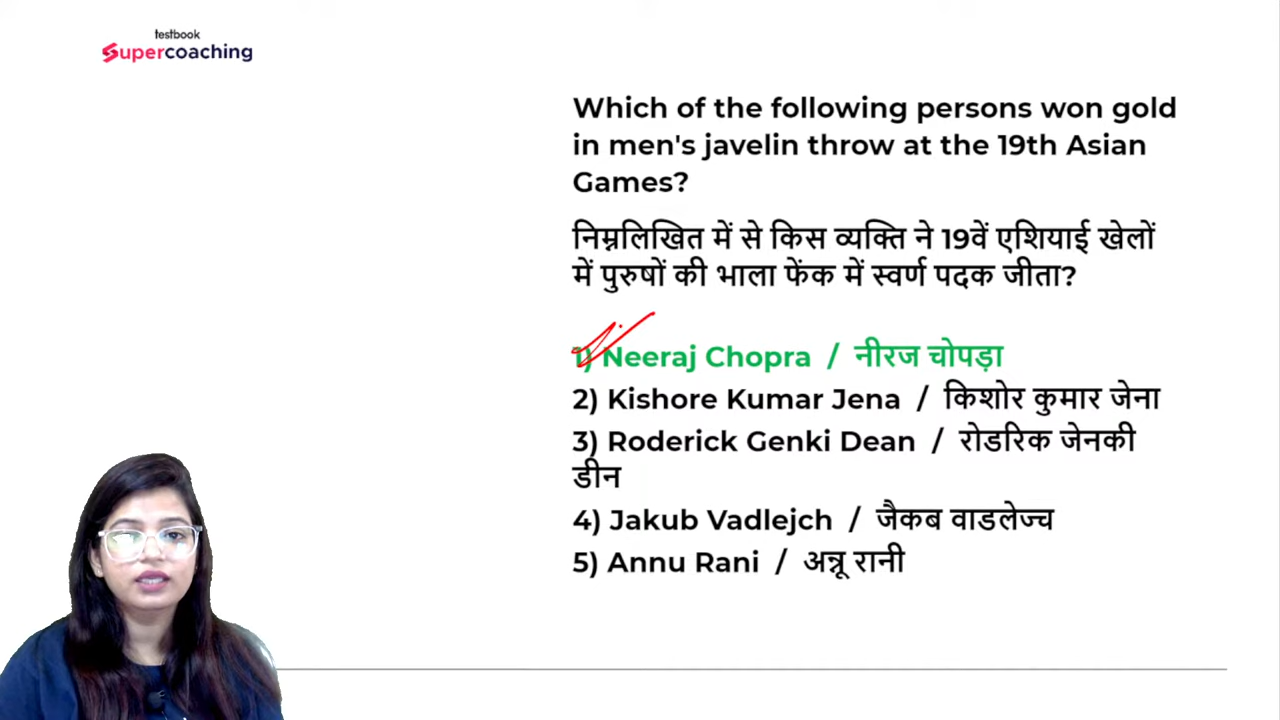 testbook
Supercoaching
Which of the following persons won gold
in men's javelin throw at the 19th Asian
Games?
निम्नलिखित में से किस व्यक्ति ने 19वें एशियाई खेलों
में पुरुषों की भाला फेंक में स्वर्ण पदक जीता?
1) Neeraj Chopra / नीरज चोपड़ा
2) Kishore Kumar Jena / किशोर कुमार जेना
3) Roderick Genki Dean / रोडरिक जेनकी
डीन
4) Jakub Vadlejch / जैकब वाडलेज्च
5) Annu Rani / अन्नू रानी